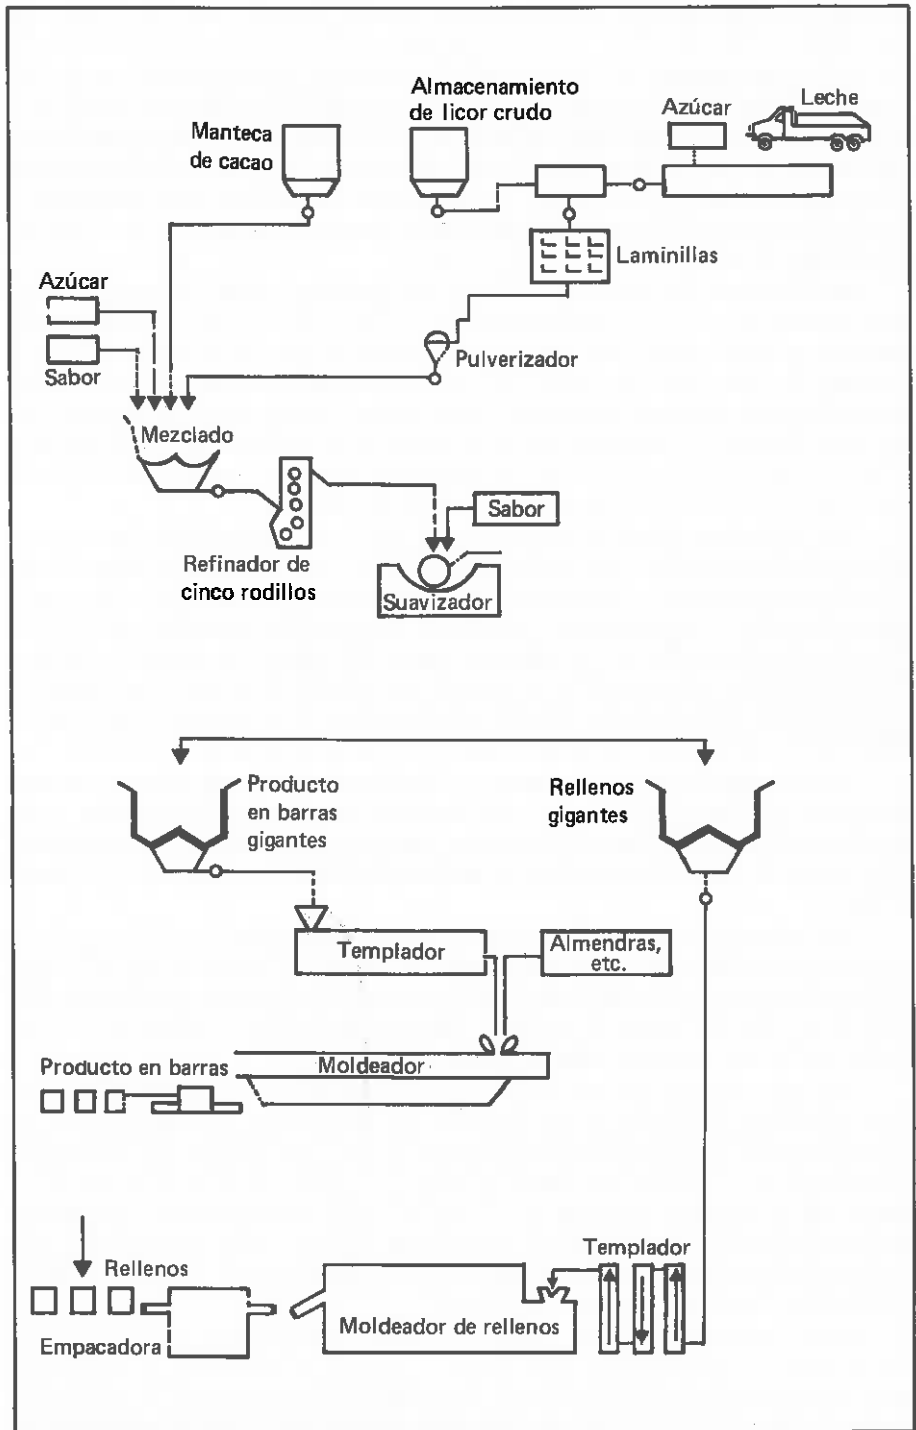 Almacenamiento
de licor crudo
Leche
Azúcar
Manteca
de cacao
Laminillas
Azúcar
Pulverizador
Sabor
Mezclado
Sabor
Refinador de
cinco rodillos
Suavizador
Producto
en barras
gigantes
Rellenos
gigantes
Templador
Almendras,
etc.
Moldeador
Producto en barras
Templador
Rellenos
Moldeador de rellenos
Empacadora